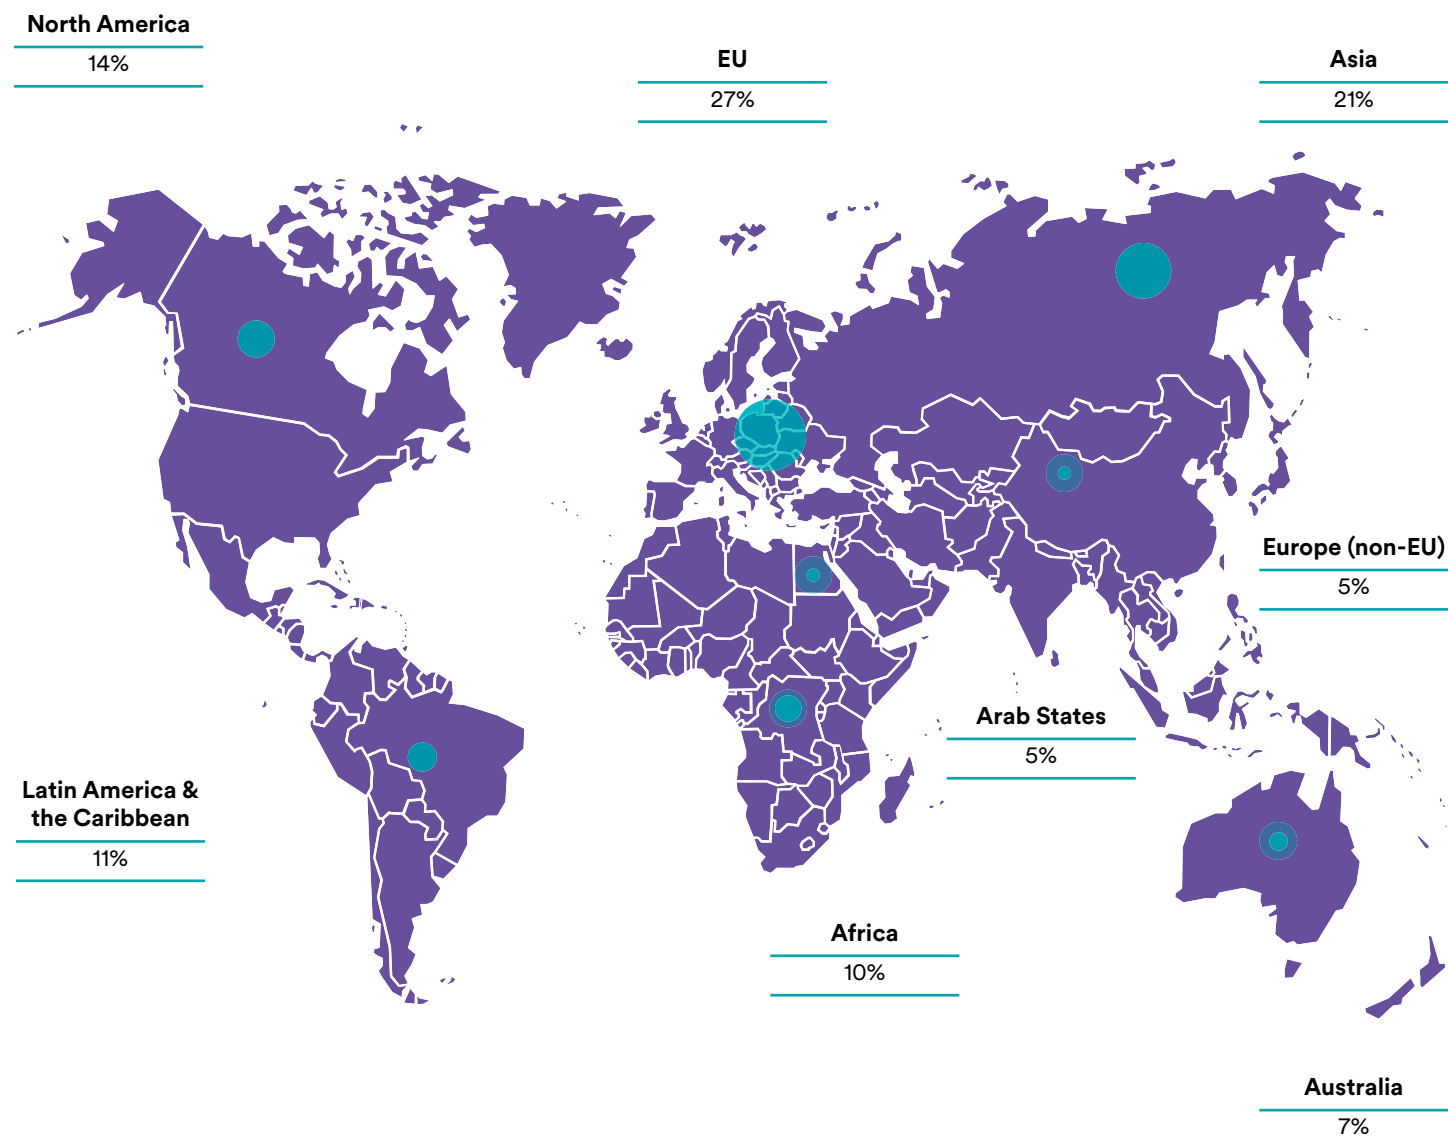 North America
14%
EU
27%
Asia
21%
Europe (non-EU)
5%
Arab States
5%
Latin America &
the Caribbean
11%
Africa
10%
Australia
7%